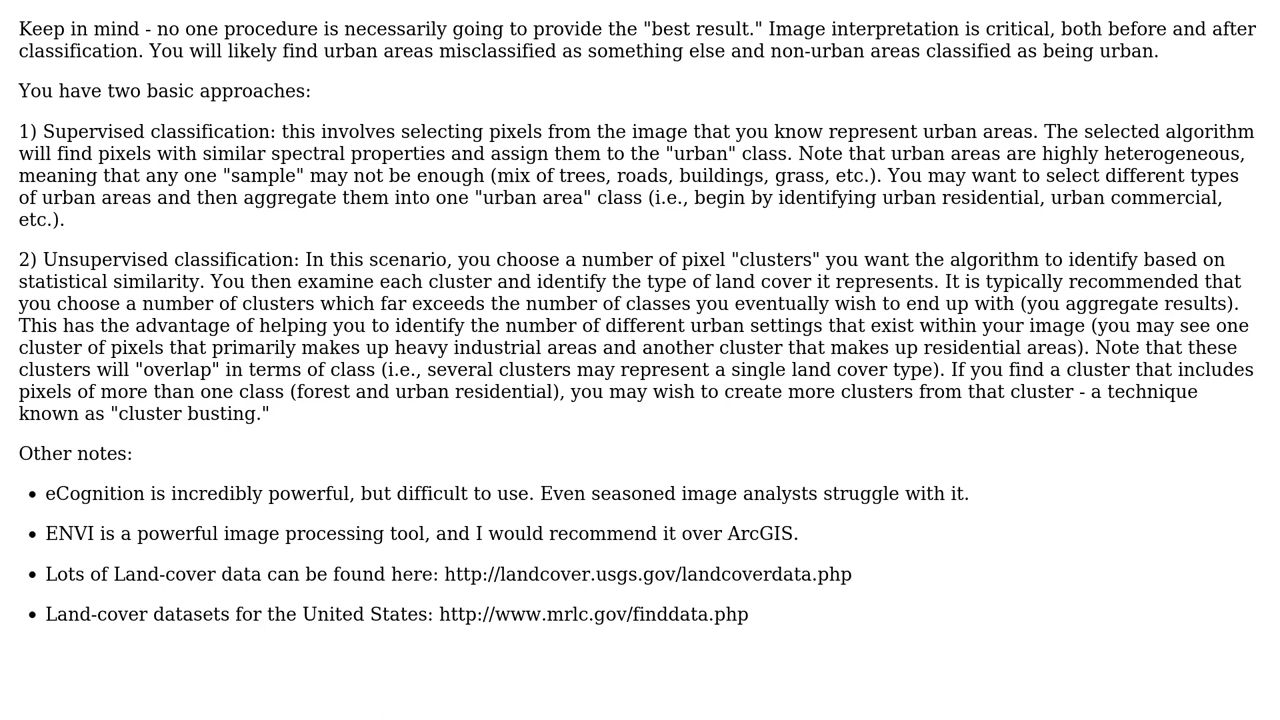 Keep in mind - no one procedure is necessarily going to provide the "best result." Image interpretation is critical, both before and after
classification. You will likely find urban areas misclassified as something else and non-urban areas classified as being urban.
You have two basic approaches:
1) Supervised classification: this involves selecting pixels from the image that you know represent urban areas. The selected algorithm
will find pixels with similar spectral properties and assign them to the "urban" class. Note that urban areas are highly heterogeneous,
meaning that any one "sample" may not be enough (mix of trees, roads, buildings, grass, etc.). You may want to select different types
of urban areas and then aggregate them into one "urban area" class (i.e., begin by identifying urban residential, urban commercial,
etc.).
2) Unsupervised classification: In this scenario, you choose a number of pixel "clusters" you want the algorithm to identify based on
statistical similarity. You then examine each cluster and identify the type of land cover it represents. It is typically recommended that
you choose a number of clusters which far exceeds the number of classes you eventually wish to end up with (you aggregate results).
This has the advantage of helping you to identify the number of different urban settings that exist within your image (you may see one
cluster of pixels that primarily makes up heavy industrial areas and another cluster that makes up residential areas). Note that these
clusters will "overlap" in terms of class (i.e., several clusters may represent a single land cover type). If you find a cluster that includes
pixels of more than one class (forest and urban residential), you may wish to create more clusters from that cluster - a technique
known as "cluster busting."
Other notes:
• eCognition is incredibly powerful, but difficult to use. Even seasoned image analysts struggle with it.
• ENVI is a powerful image processing tool, and I would recommend it over ArcGIS.
• Lots of Land-cover data can be found here: http://landcover.usgs.gov/landcoverdata.php
• Land-cover datasets for the United States: http://www.mrlc.gov/finddata.php